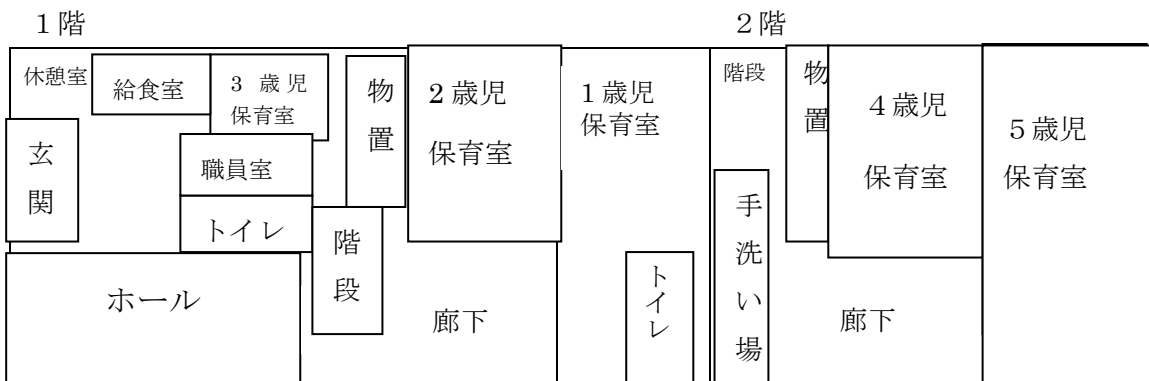 1階
2階
休憩室
給食室
3歳児
保育室
物置
2歳児
保育室
1歳児
保育室
階段
物置
4歳児
保育室
5歳児
保育室
玄関
職員室
トイレ
階段
ホール
廊下
トイレ
手洗い場
廊下